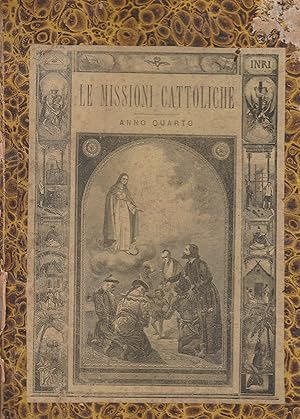 INRI
LE MISSIONI CATTOLICHE
ANNO QUARTO